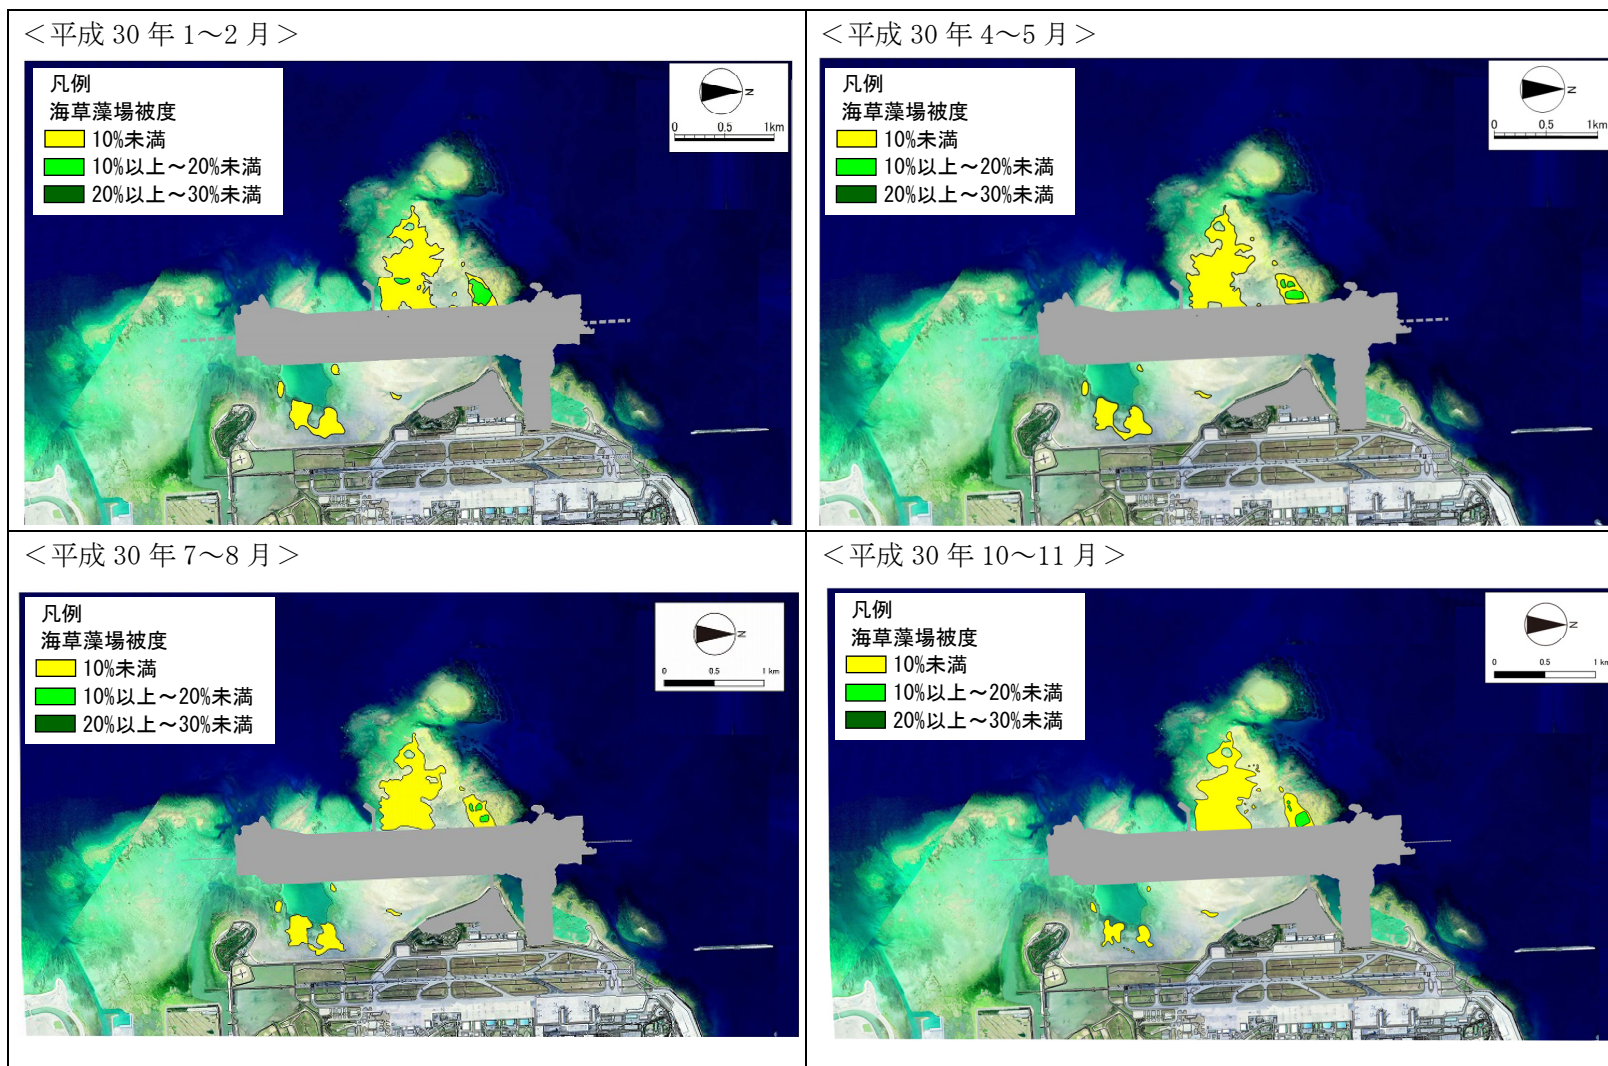 ＜平成 30 年 1～2 月＞
凡例
海草藻場被度
10%未満
10%以上～20%未満
20%以上～30%未満
N
0 0.5 1km
＜平成 30 年 4～5 月＞
凡例
海草藻場被度
10%未満
10%以上～20%未満
20%以上～30%未満
N
0 0.5 1km
＜平成 30 年 7～8 月＞
凡例
海草藻場被度
10%未満
10%以上～20%未満
20%以上～30%未満
N
0 0.5 1 km
＜平成 30 年 10～11 月＞
凡例
海草藻場被度
10%未満
10%以上～20%未満
20%以上～30%未満
N
0 0.5 1 km